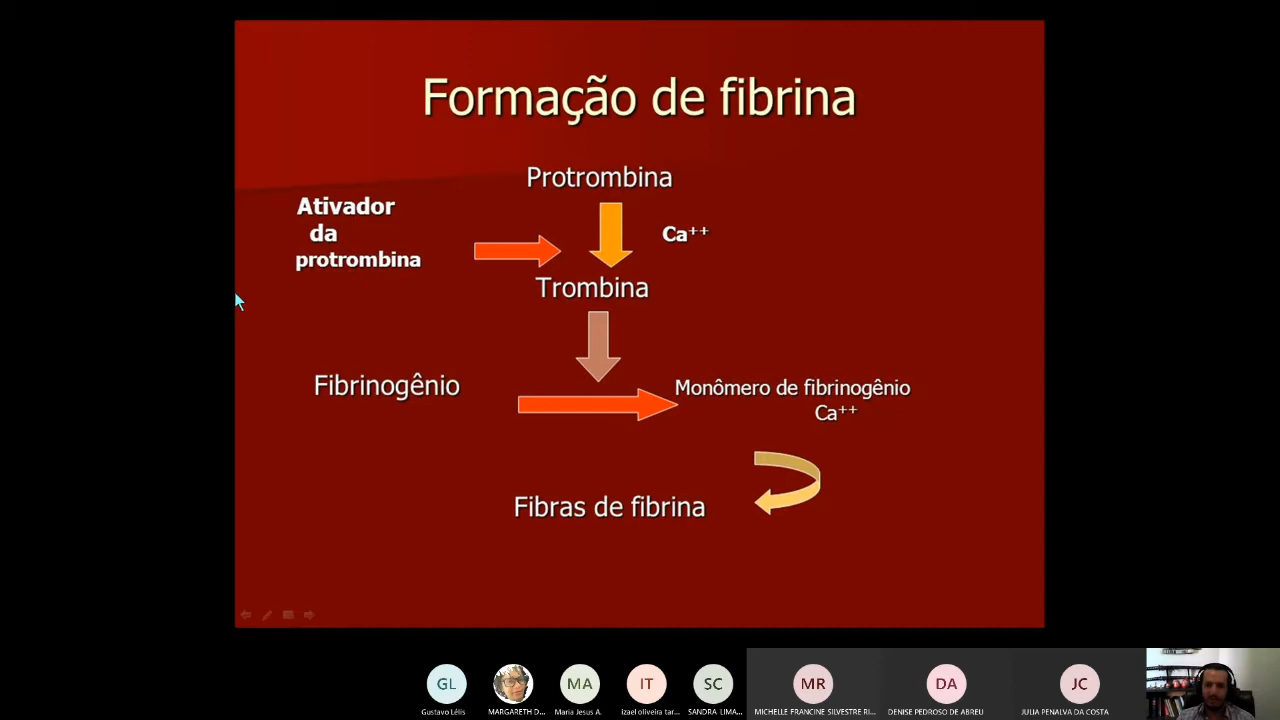 Formação de fibrina
Protrombina
Ativador
da
protrombina
Ca⁺⁺
Trombina
Fibrinogênio
Monômero de fibrinogênio
Ca⁺⁺
Fibras de fibrina
GL
MA
IT
SC
MR
DA
JC
Gustavo Lélis
MARGARETH D...
Maria Jesus A.
izael oliveira tar...
SANDRA LIMA...
MICHELLE FRANCINE SILVESTRE RI...
DENISE PEDROSO DE ABREU
JULIA PENALVA DA COSTA